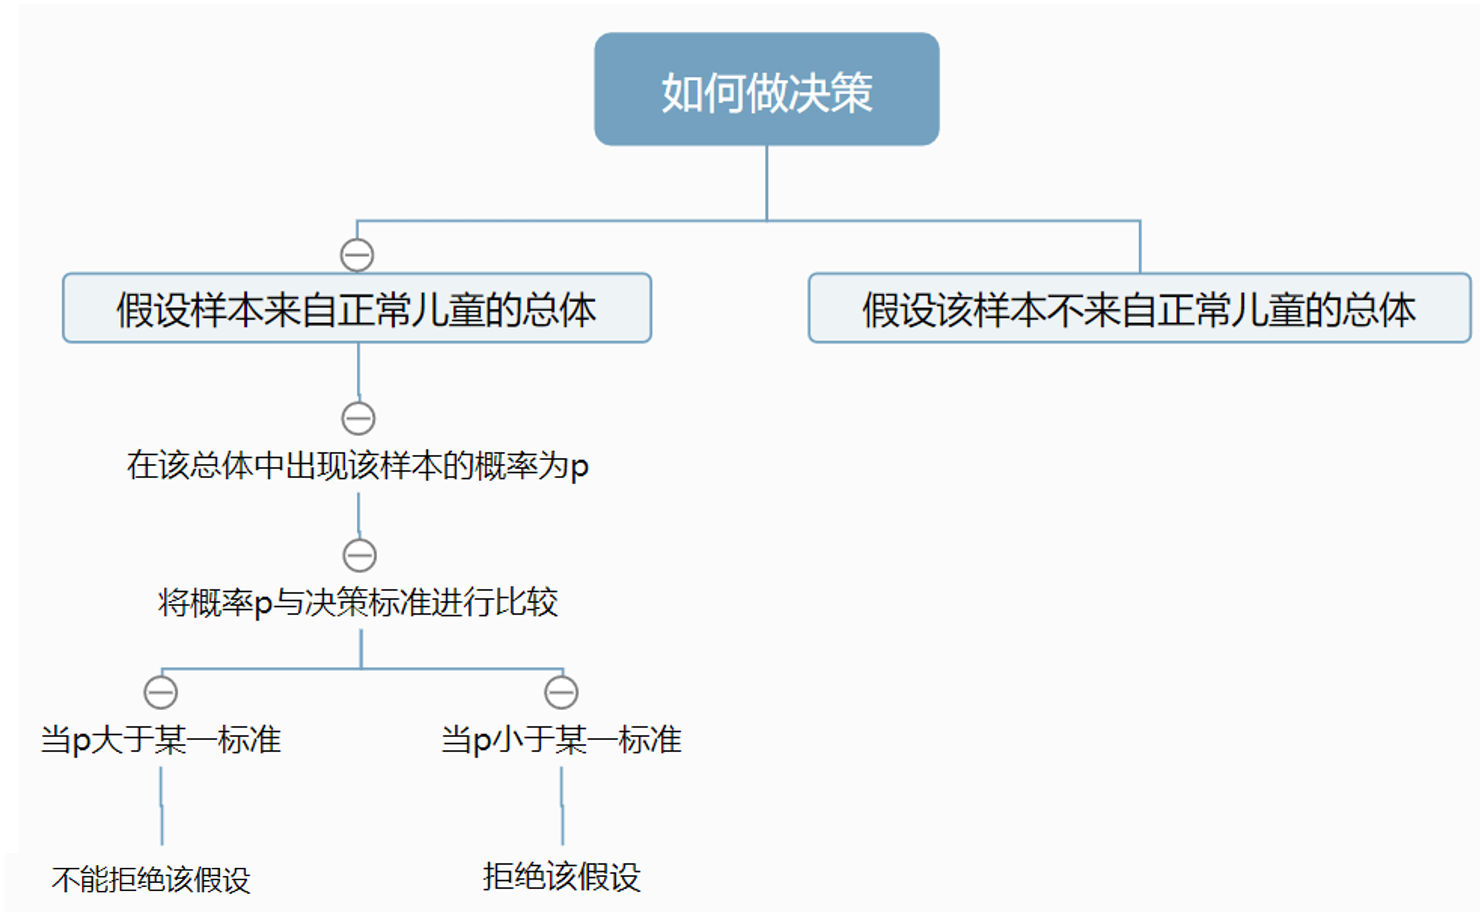 如何做决策
假设样本来自正常儿童的总体
假设该样本不来自正常儿童的总体
在该总体中出现该样本的概率为p
将概率p与决策标准进行比较
当p大于某一标准
当p小于某一标准
不能拒绝该假设
拒绝该假设